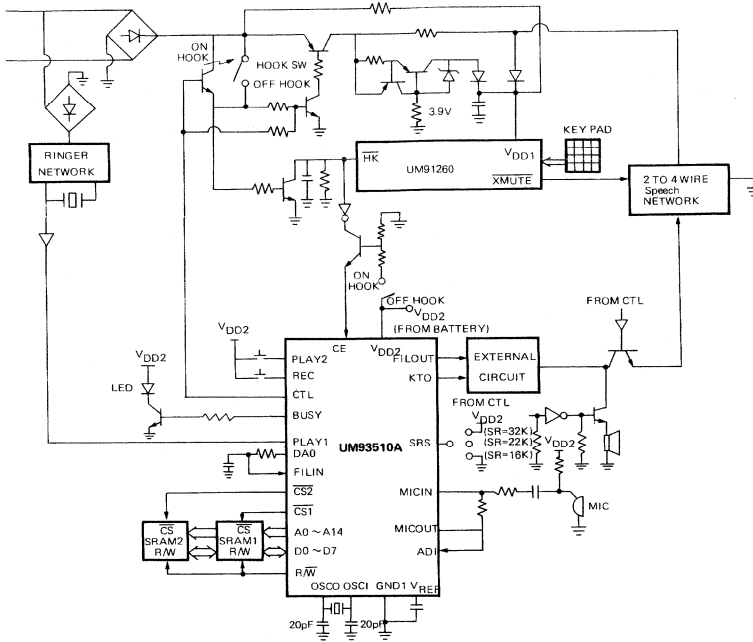 ON
HOOK
HOOK SW
OFF HOOK
3.9V
KEY PAD
RINGER
NETWORK
HK
VDD1
UM91260
XMUTE
2 TO 4 WIRE
Speech
NETWORK
ON
HOOK
OFF HOOK
VDD2
(FROM BATTERY)
FROM CTL
VDD2
CE
VDD2
FILOUT
EXTERNAL
CIRCUIT
PLAY2
REC
KTO
VDD2
LED
CTL
BUSY
FROM CTL
VDD2
(SR=32K)
(SR=22K)
(SR=16K)
VDD2
PLAY1
DA0
UM93510A
SRS
FILIN
CS2
MICIN
MIC
CS1
CS
SRAM2
R/W
CS
SRAM1
R/W
A0～A14
D0～D7
MICOUT
ADI
R/W
OSCO OSCI GND1 VREF
20pF
20pF